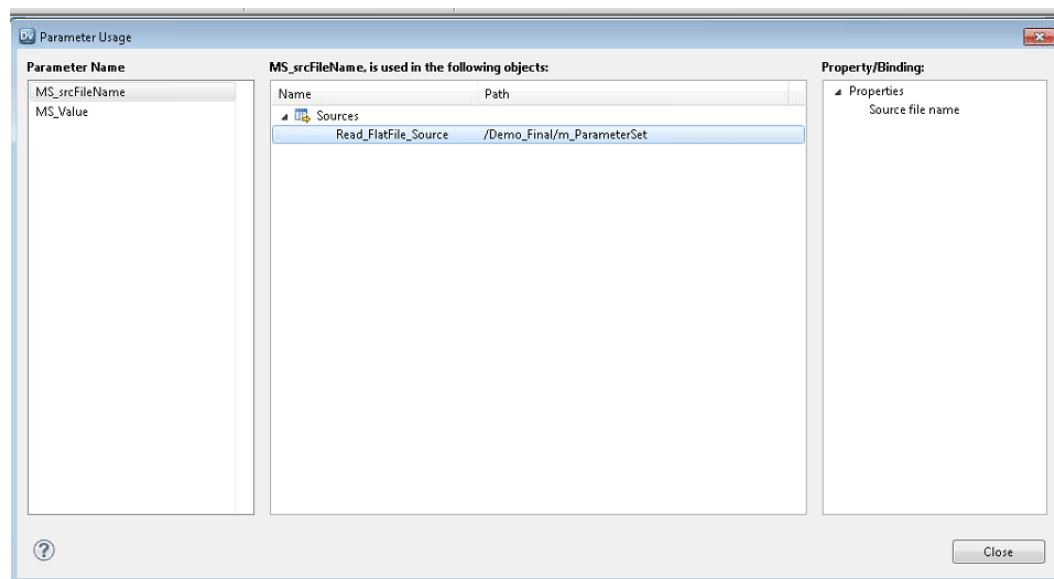 DV Parameter Usage
Parameter Name
MS_srcFileName
MS_Value
MS_srcFileName, is used in the following objects:
Name Path
Sources
Read_FlatFile_Source /Demo_Final/m_ParameterSet
Property/Binding:
Properties
Source file name
?
Close